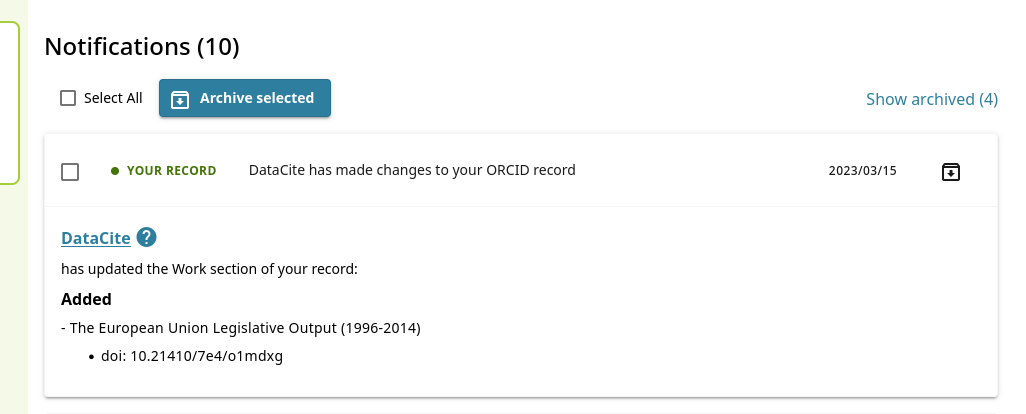 Notifications (10)
Select All
Archive selected
Show archived (4)
YOUR RECORD
DataCite has made changes to your ORCID record
2023/03/15
DataCite ?
has updated the Work section of your record:
Added
- The European Union Legislative Output (1996-2014)
• doi: 10.21410/7e4/o1mdxg